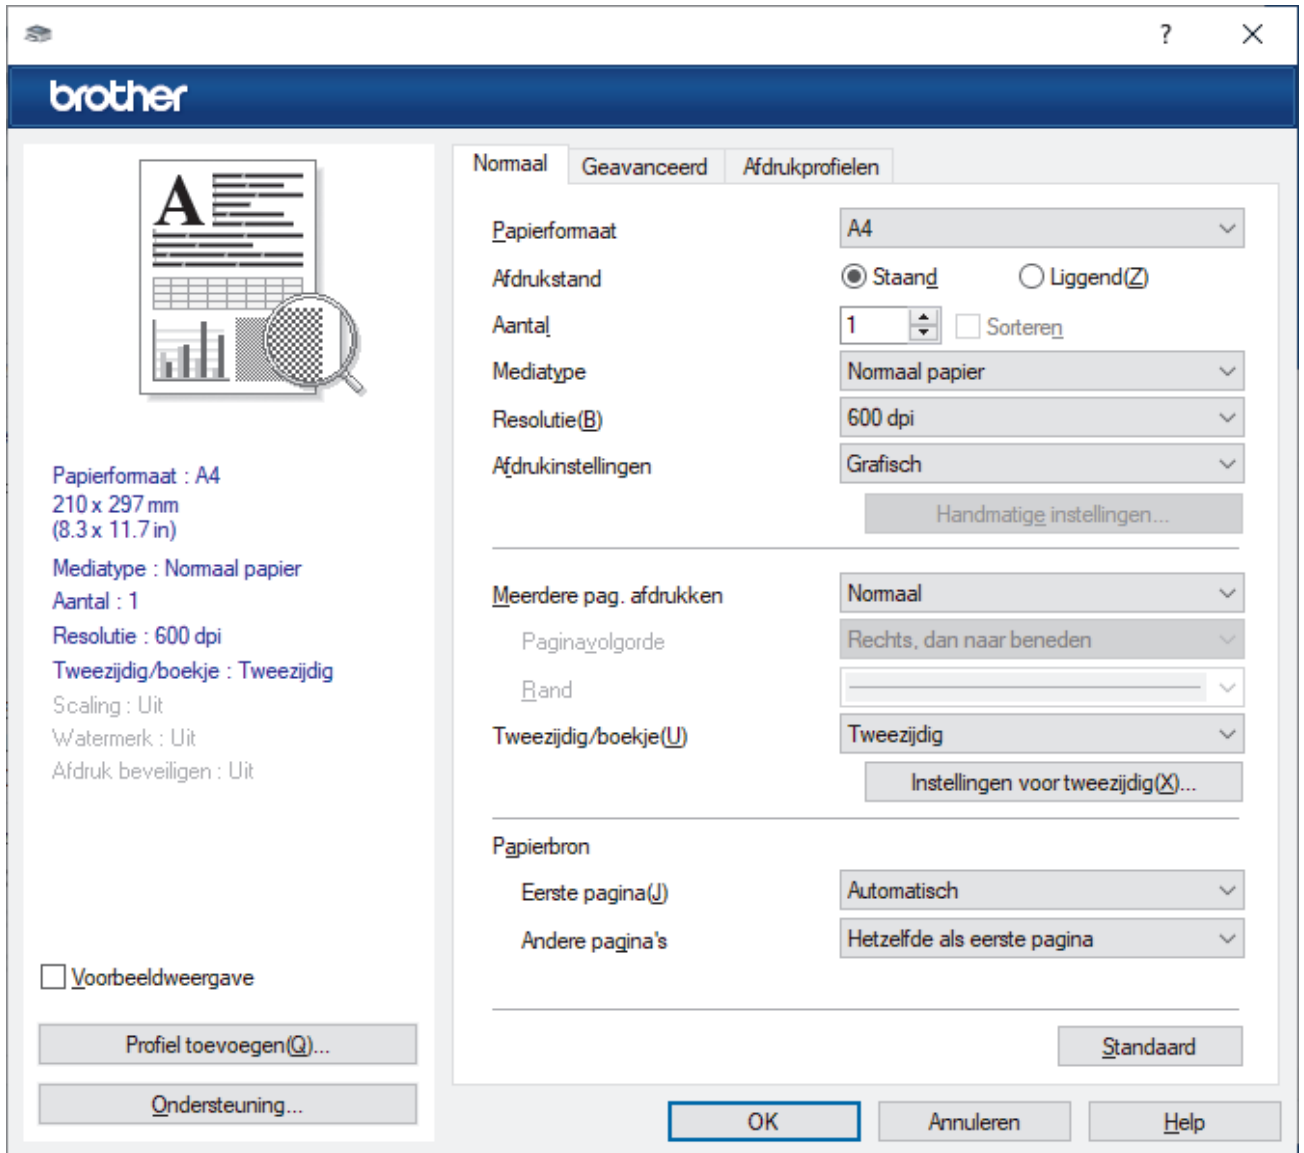 ?
brother
A
Papierformaat : A4
210 x 297 mm
(8.3 x 11.7 in)
Mediatype : Normaal papier
Aantal : 1
Resolutie : 600 dpi
Tweezijdig/boekje : Tweezijdig
Scaling : Uit
Watermerk : Uit
Afdruk beveiligen : Uit
Voorbeeldweergave
Profiel toevoegen(Q)...
Ondersteuning...
Normaal Geavanceerd Afdrukprofielen
Papierformaat A4
Afdrukstand Staand Liggend(Z)
Aantal 1 Sorteren
Mediatype Normaal papier
Resolutie(B) 600 dpi
Afdrukinstellingen Grafisch
Handmatige instellingen...
Meerdere pag. afdrukken Normaal
Paginavolgorde Rechts, dan naar beneden
Rand
Tweezijdig/boekje(U) Tweezijdig
Instellingen voor tweezijdig(X)...
Papierbron
Eerste pagina(J) Automatisch
Andere pagina's Hetzelfde als eerste pagina
Standaard
OK Annuleren Help